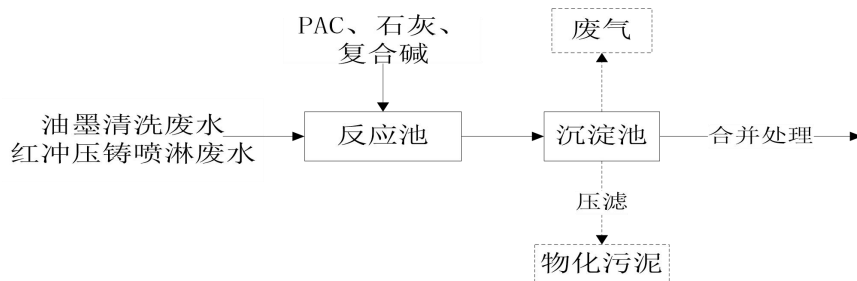 PAC、石灰、
复合碱
废气
油墨清洗废水
红冲压铸喷淋废水
反应池
沉淀池
合并处理
压滤
物化污泥